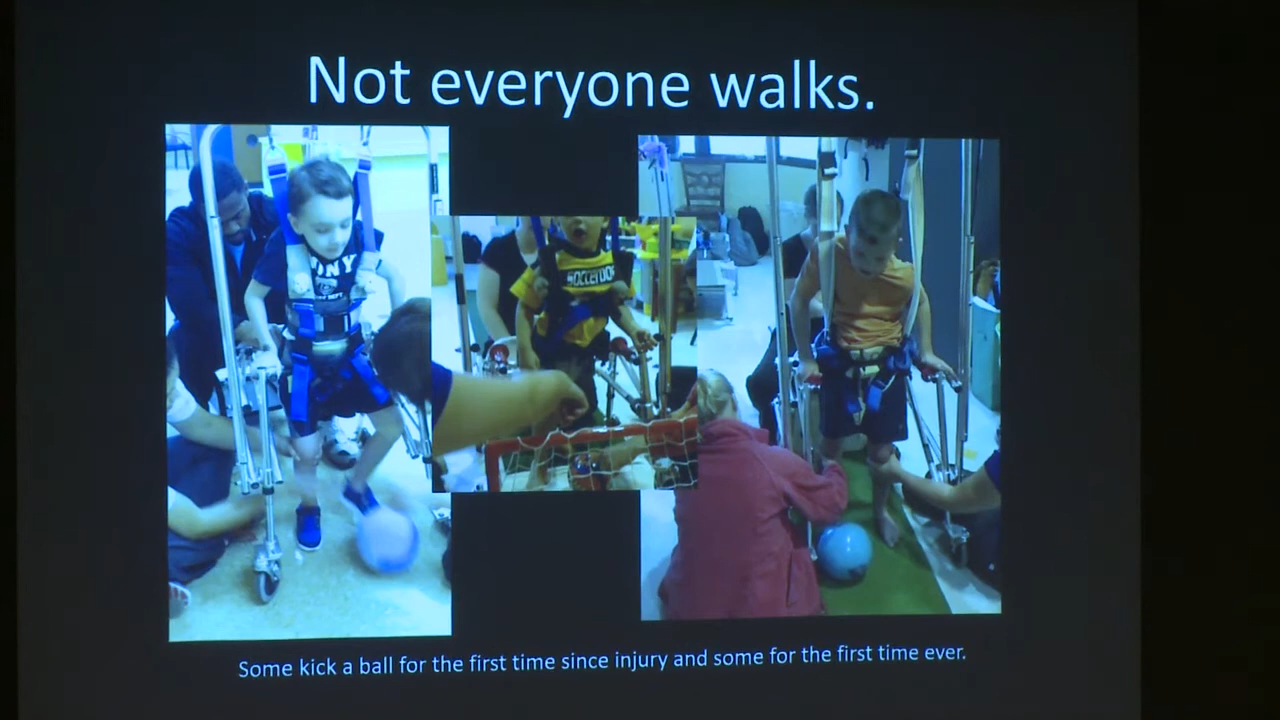 Not everyone walks.
Some kick a ball for the first time since injury and some for the first time ever.